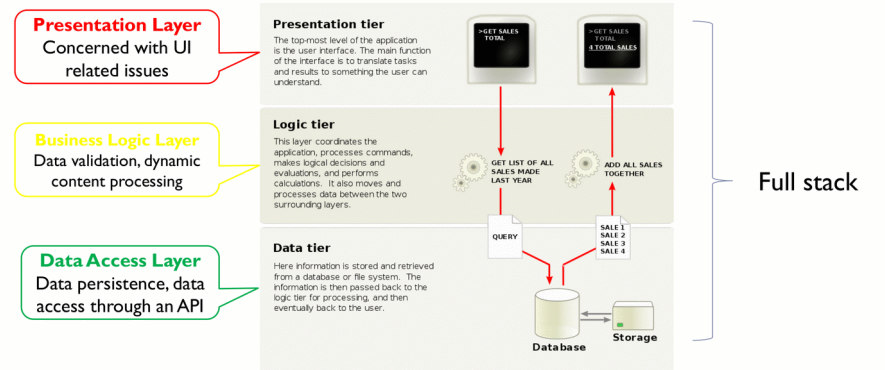 Presentation Layer
Concerned with UI
related issues
Business Logic Layer
Data validation, dynamic
content processing
Data Access Layer
Data persistence, data
access through an API
Presentation tier
The top-most level of the application
is the user interface. The main function
of the interface is to translate tasks
and results to something the user can
understand.
>GET SALES
TOTAL
>GET SALES
TOTAL
4 TOTAL SALES
Logic tier
This layer coordinates the
application, processes commands,
makes logical decisions and
evaluations, and performs
calculations. It also moves and
processes data between the two
surrounding layers.
GET LIST OF ALL
SALES MADE
LAST YEAR
ADD ALL SALES
TOGETHER
Data tier
Here information is stored and retrieved
from a database or file system. The
information is then passed back to the
logic tier for processing, and then
eventually back to the user.
QUERY
SALE 1
SALE 2
SALE 3
SALE 4
Database
Storage
Full stack